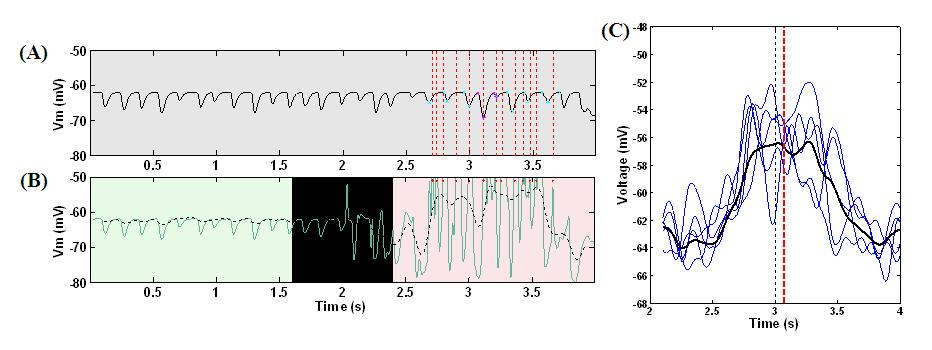 (A)
Vm (mV)
-50
-60
-70
-80
0.5 1 1.5 2 2.5 3 3.5
(B)
Vm (mV)
-50
-60
-70
-80
0.5 1 1.5 2 2.5 3 3.5
Time (s)
(C)
Voltage (mV)
-48
-50
-52
-54
-56
-58
-60
-62
-64
-66
-68
2 2.5 3 3.5 4
Time (s)